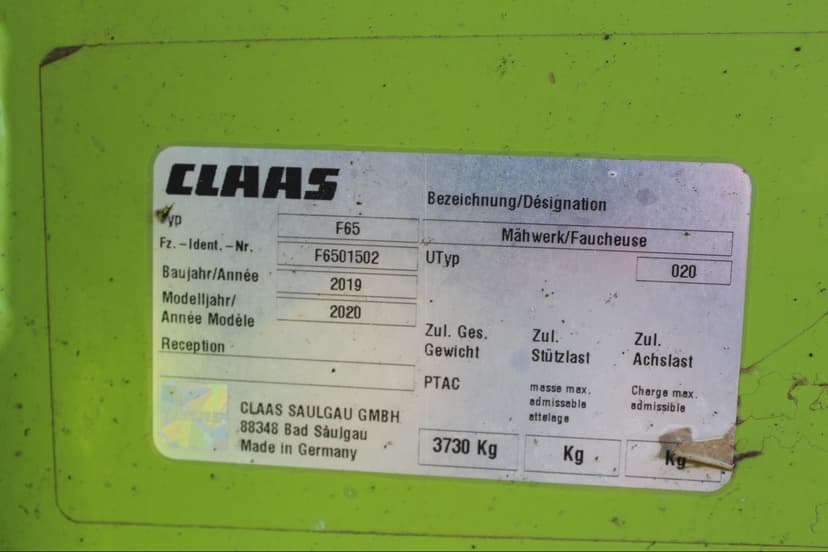 CLAAS
Typ F65
Fz.-Ident.-Nr. F6501502
Baujahr/Année 2019
Modelljahr/
Année Modèle 2020
Reception
CLAAS SAULGAU GMBH
88348 Bad Saulgau
Made in Germany
Bezeichnung/Désignation
Mähwerk/Faucheuse
UTyp 020
Zul. Ges.
Gewicht
PTAC
3730 Kg
Zul.
Stützlast
masse max.
admissable
attelage
Kg
Zul.
Achslast
Charge max.
admissible
Kg